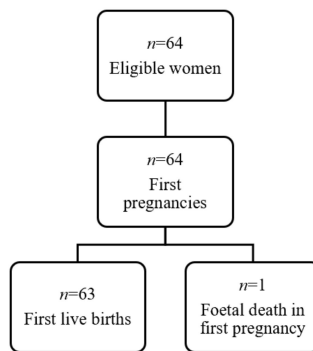 n=64
Eligible women
n=64
First
pregnancies
n=63
First live births
n=1
Foetal death in
first pregnancy